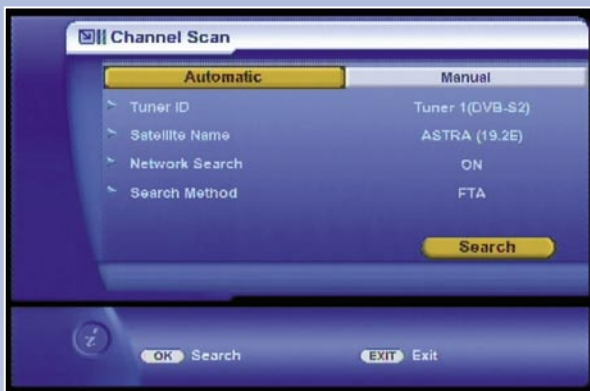 Channel Scan
Automatic Manual
Tuner ID Tuner 1(DVB-S2)
Satellite Name ASTRA (19.2E)
Network Search ON
Search Method FTA
Search
i
OK Search EXIT Exit